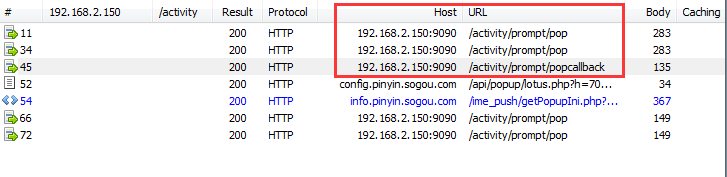 # 192.168.2.150 /activity Result Protocol Host URL Body Caching
11 200 HTTP 192.168.2.150:9090 /activity/prompt/pop 283
34 200 HTTP 192.168.2.150:9090 /activity/prompt/pop 283
45 200 HTTP 192.168.2.150:9090 /activity/prompt/popcallback 135
52 200 HTTP config.pinyin.sogou.com /api/popup/lotus.php?h=70... 34
54 200 HTTP info.pinyin.sogou.com /ime_push/getPopupIni.php?... 367
66 200 HTTP 192.168.2.150:9090 /activity/prompt/pop 149
72 200 HTTP 192.168.2.150:9090 /activity/prompt/pop 149